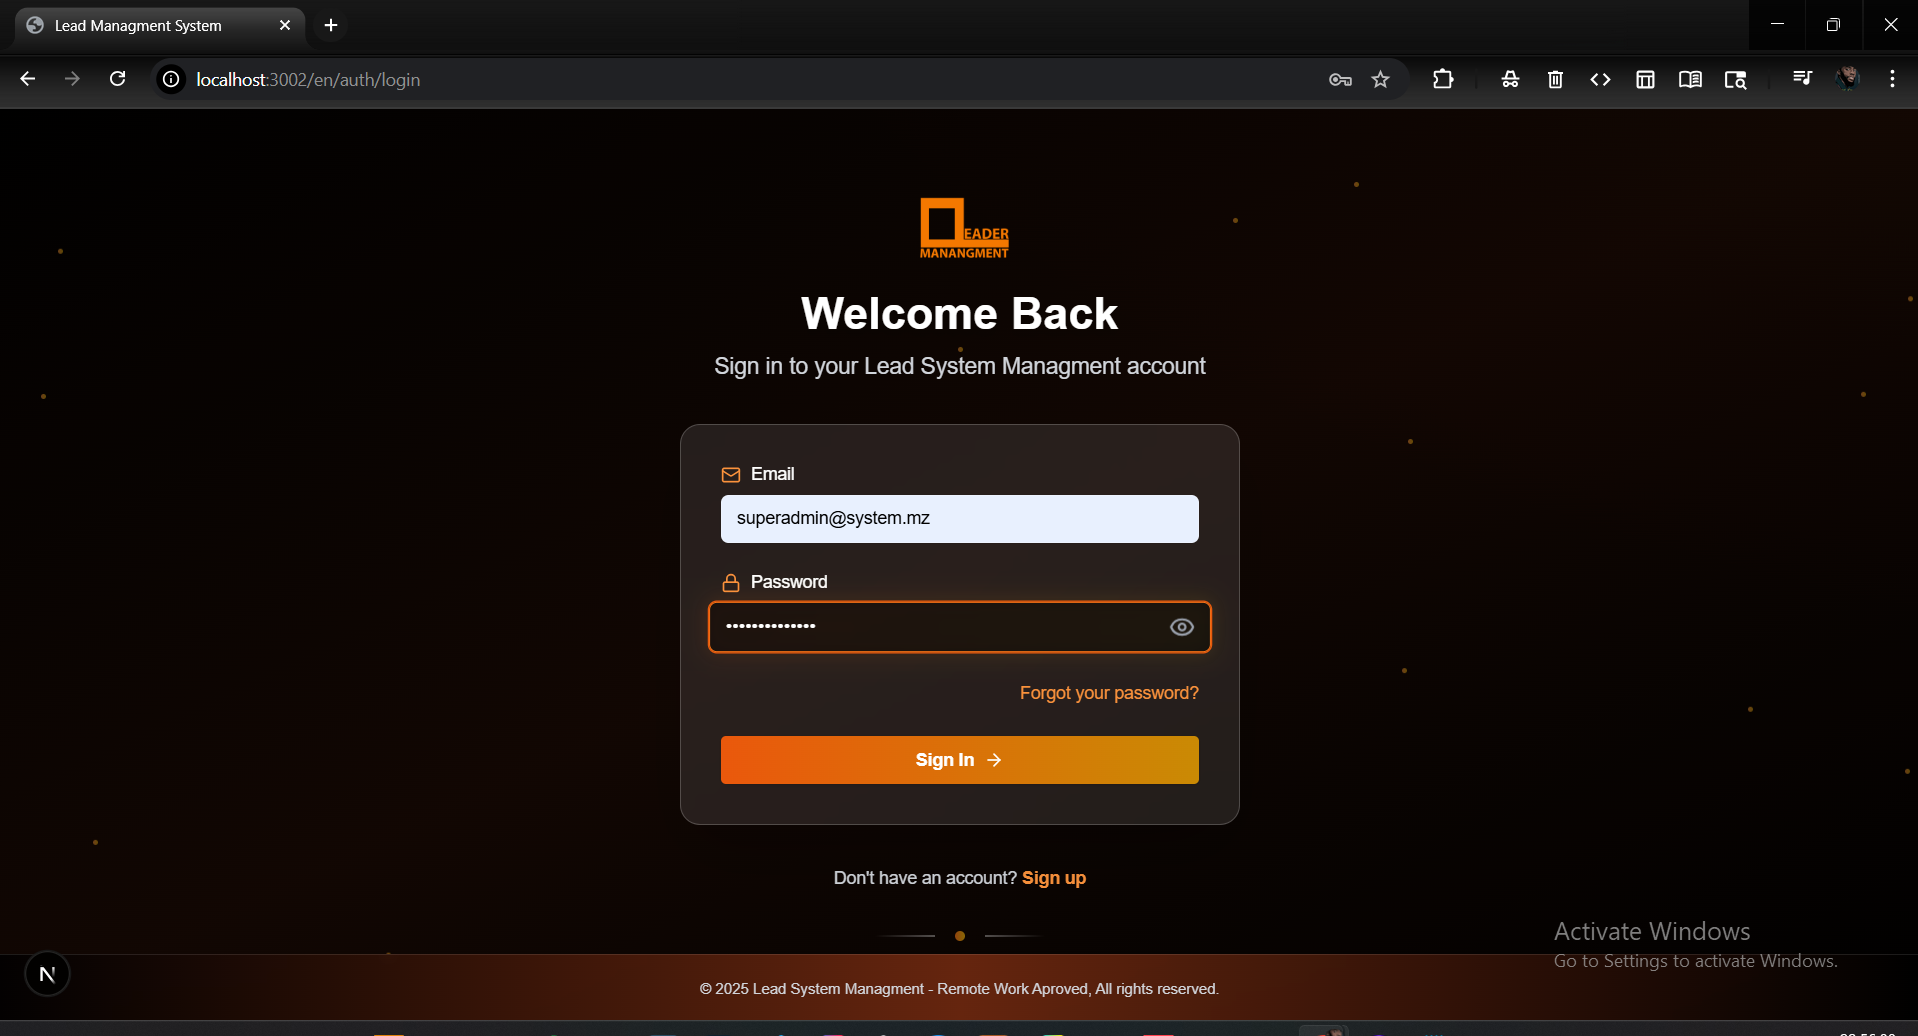 Lead Managment System
localhost:3002/en/auth/login
EADER
MANANGMENT
Welcome Back
Sign in to your Lead System Managment account
Email
superadmin@system.mz
Password
••••••••••••••
Forgot your password?
Sign In →
Don't have an account? Sign up
Activate Windows
Go to Settings to activate Windows.
N
© 2025 Lead System Managment - Remote Work Aproved, All rights reserved.